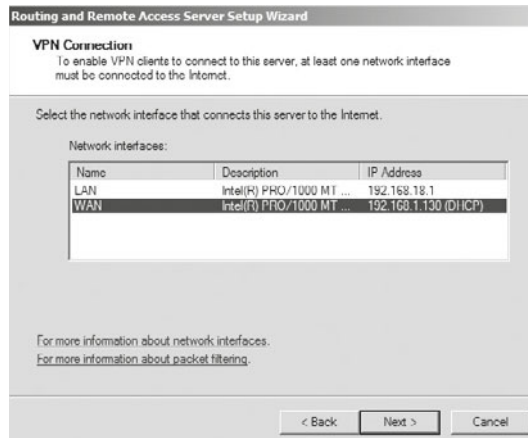 Routing and Remote Access Server Setup Wizard
VPN Connection
To enable VPN clients to connect to this server, at least one network interface
must be connected to the Internet.
Select the network interface that connects this server to the Internet.
Network interfaces:
Name Description IP Address
LAN Intel(R) PRO/1000 MT ... 192.168.18.1
WAN Intel(R) PRO/1000 MT ... 192.168.1.130 (DHCP)
For more information about network interfaces.
For more information about packet filtering.
< Back Next > Cancel